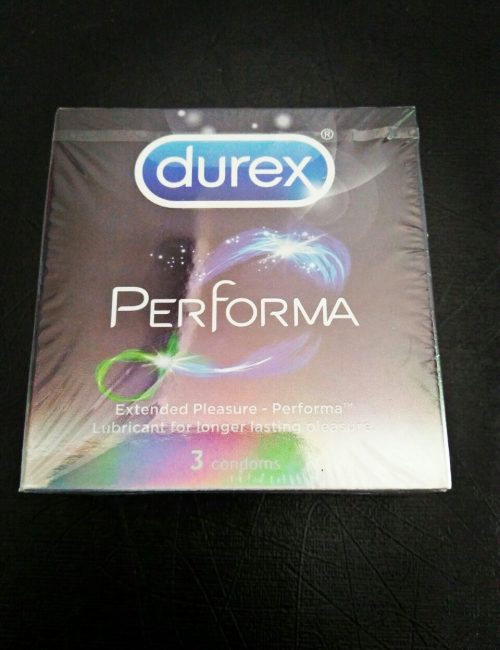 durex®
PERFORMA
Extended Pleasure - Performa™
Lubricant for longer lasting pleasure
3 condoms